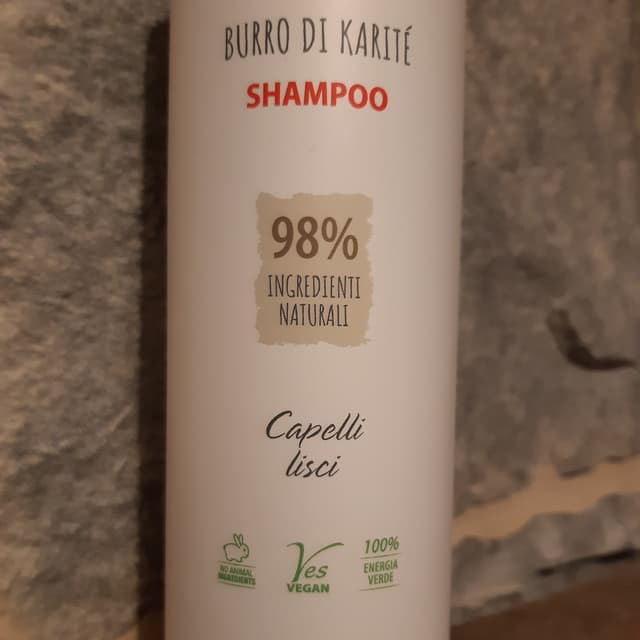 BURRO DI KARITÉ
SHAMPOO
98%
INGREDIENTI
NATURALI
Capelli
lisci
NO ANIMAL
INGREDIENTS
Yes
VEGAN
100%
ENERGIA
VERDE